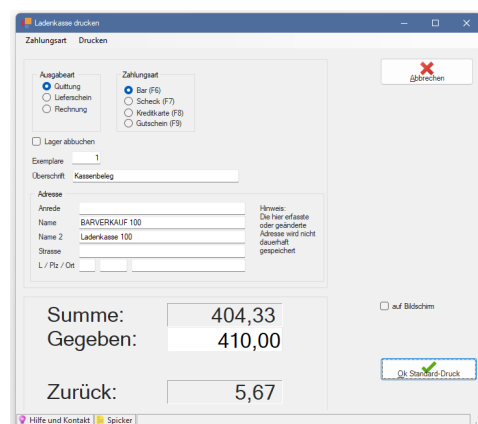 Ladenkasse drucken
Zahlungsart Drucken
Ausgabeart
Quittung
Lieferschein
Rechnung
Zahlungsart
Bar (F6)
Scheck (F7)
Kreditkarte (F8)
Gutschein (F9)
Abbrechen
Lager abbuchen
Exemplare 1
Überschrift Kassenbeleg
Adresse
Anrede
Name BARVERKAUF 100
Name 2 Ladenkasse 100
Strasse
L / Plz / Ort
Hinweis:
Die hier erfasste
oder geänderte
Adresse wird nicht
dauerhaft
gespeichert
Summe: 404,33
Gegeben: 410,00
Zurück: 5,67
auf Bildschirm
Ok Standard-Druck
Hilfe und Kontakt Spicker